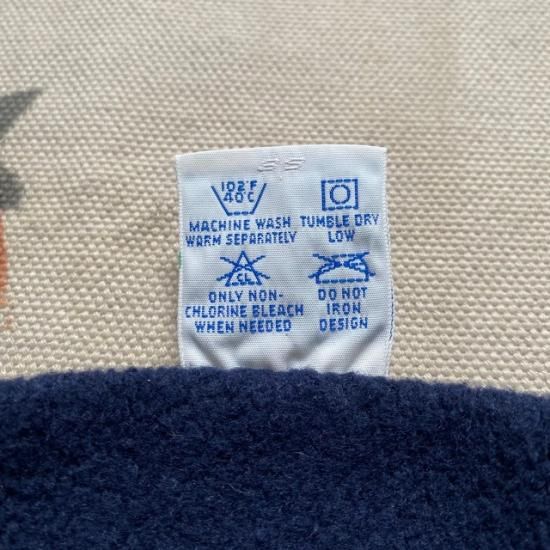 102°F
40°C
MACHINE WASH
WARM SEPARATELY
TUMBLE DRY
LOW
CL
ONLY NON-
CHLORINE BLEACH
WHEN NEEDED
DO NOT
IRON
DESIGN